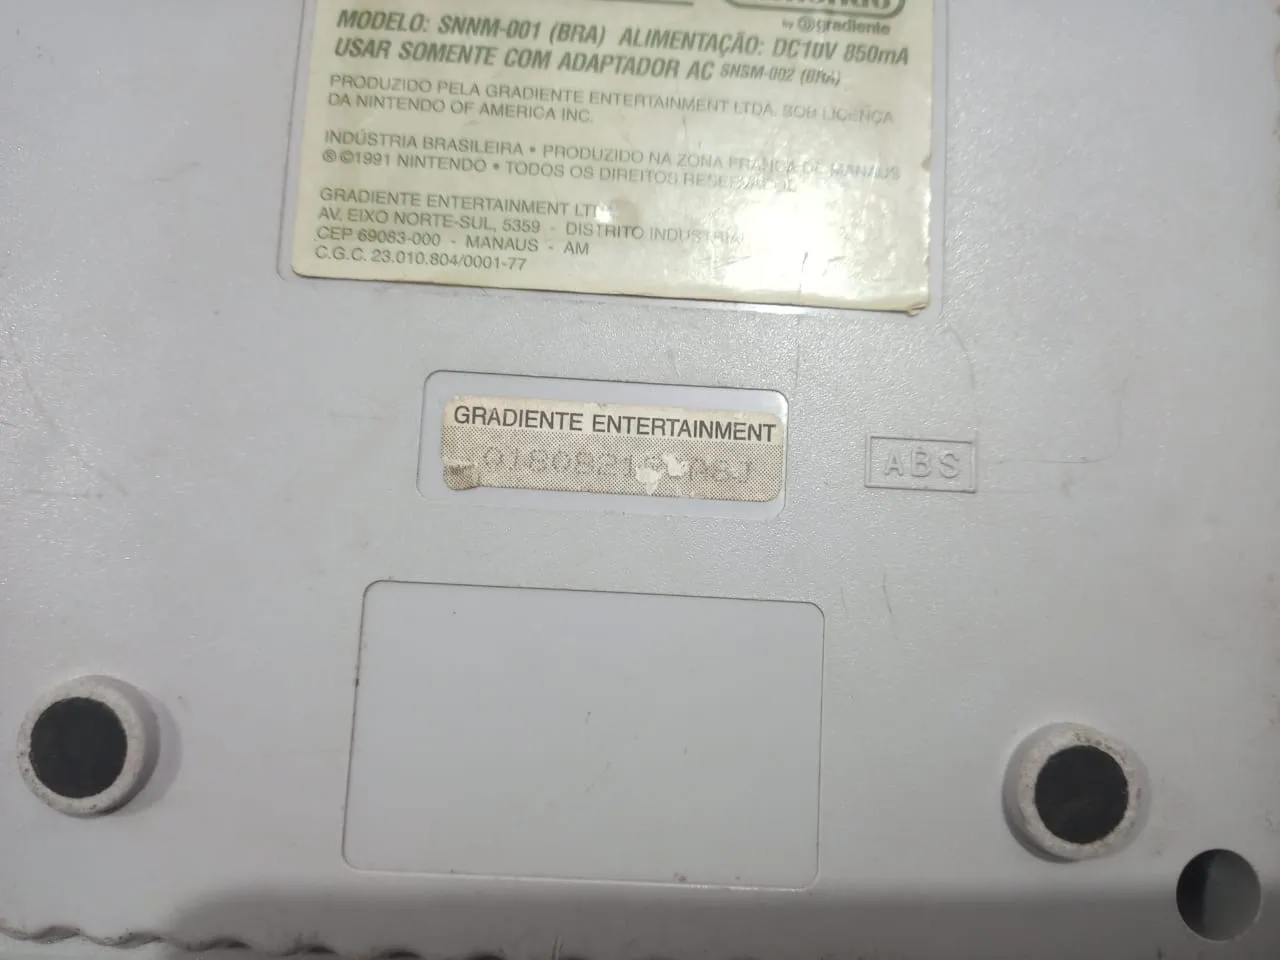 by gradiente
MODELO: SNNM-001 (BRA) ALIMENTAÇÃO: DC10V 850mA
USAR SOMENTE COM ADAPTADOR AC SNSM-002 (BRA)
PRODUZIDO PELA GRADIENTE ENTERTAINMENT LTDA. SOB LICENÇA
DA NINTENDO OF AMERICA INC.
INDÚSTRIA BRASILEIRA • PRODUZIDO NA ZONA FRANCA DE MANAUS
® ©1991 NINTENDO • TODOS OS DIREITOS
GRADIENTE ENTERTAINMENT
AV. EIXO NORTE-SUL, 5359 - DISTRITO INDUSTRIAL
CEP 69083-000 - MANAUS - AM
C.G.C. 23.010.804/0001-77
GRADIENTE ENTERTAINMENT
ABS